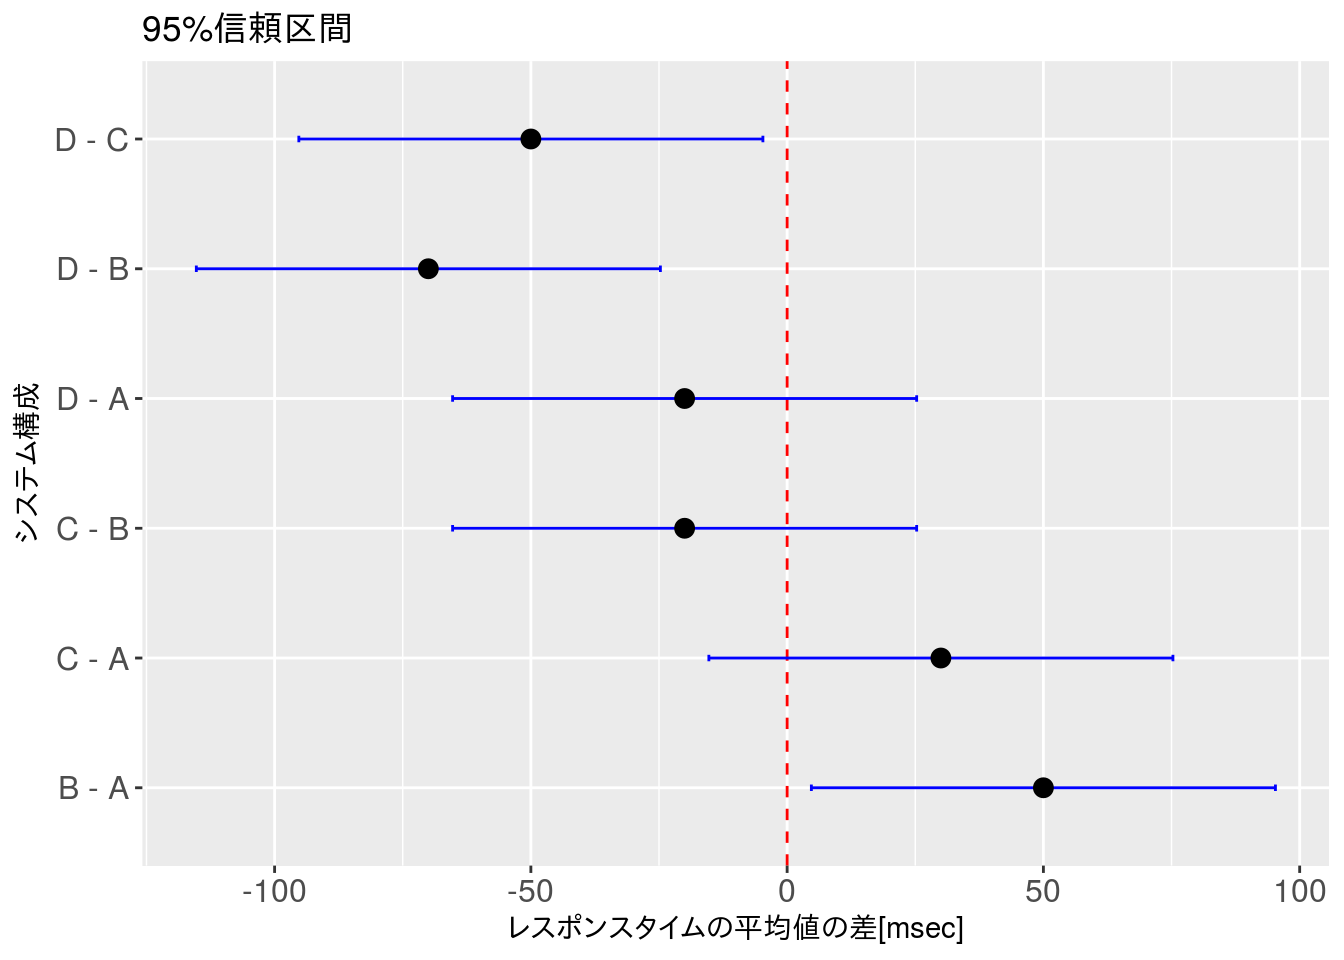 95%信頼区間
D - C
D - B
D - A
C - B
C - A
B - A
システム構成
-100
-50
0
50
100
レスポンスタイムの平均値の差[msec]